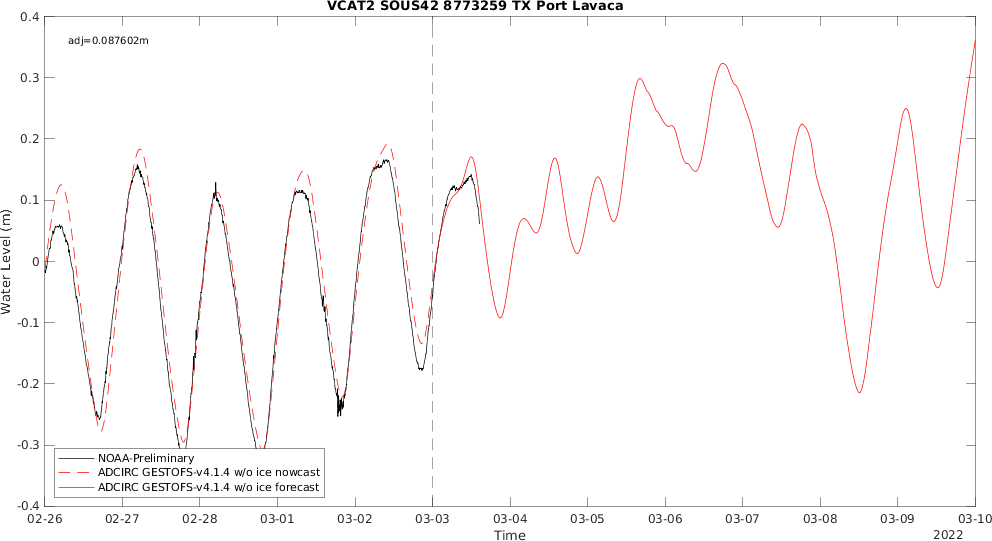 VCAT2 SOUS42 8773259 TX Port Lavaca
adj=0.087602m
Water Level (m)
0.4
0.3
0.2
0.1
0
-0.1
-0.2
-0.3
-0.4
NOAA-Preliminary
ADCIRC GESTOFS-v4.1.4 w/o ice nowcast
ADCIRC GESTOFS-v4.1.4 w/o ice forecast
02-26 02-27 02-28 03-01 03-02 03-03 03-04 03-05 03-06 03-07 03-08 03-09 03-10
Time
2022